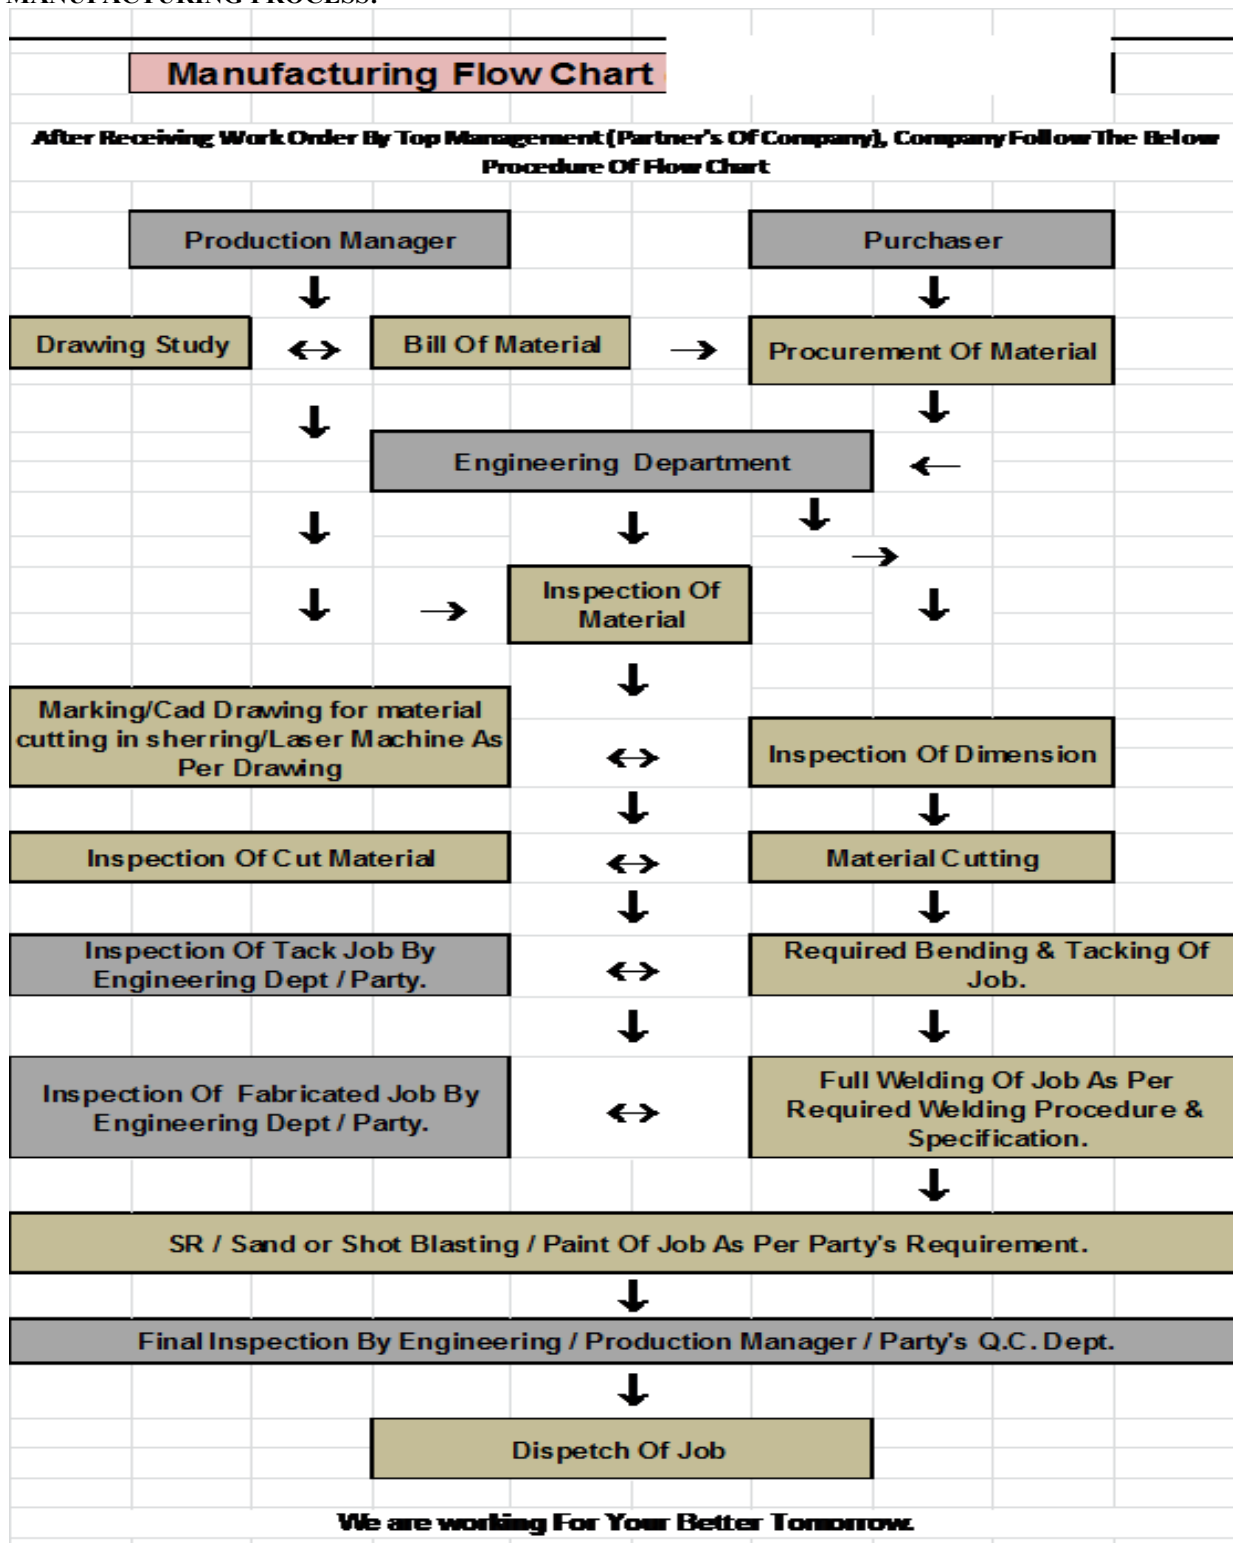 MANUFACTURING PROCESS:
Manufacturing Flow Chart
After Receiving Work Order By Top Management (Partner's Of Company), Company Follow The Below
Procedure Of Flow Chart
Production Manager
Purchaser
Drawing Study
Bill Of Material
Procurement Of Material
Engineering Department
Inspection Of
Material
Marking/Cad Drawing for material
cutting in sherring/Laser Machine As
Per Drawing
Inspection Of Dimension
Inspection Of Cut Material
Material Cutting
Inspection Of Tack Job By
Engineering Dept / Party.
Required Bending & Tacking Of
Job.
Inspection Of Fabricated Job By
Engineering Dept / Party.
Full Welding Of Job As Per
Required Welding Procedure &
Specification.
SR / Sand or Shot Blasting / Paint Of Job As Per Party's Requirement.
Final Inspection By Engineering / Production Manager / Party's Q.C. Dept.
Dispetch Of Job
We are working For Your Better Tomorrow.